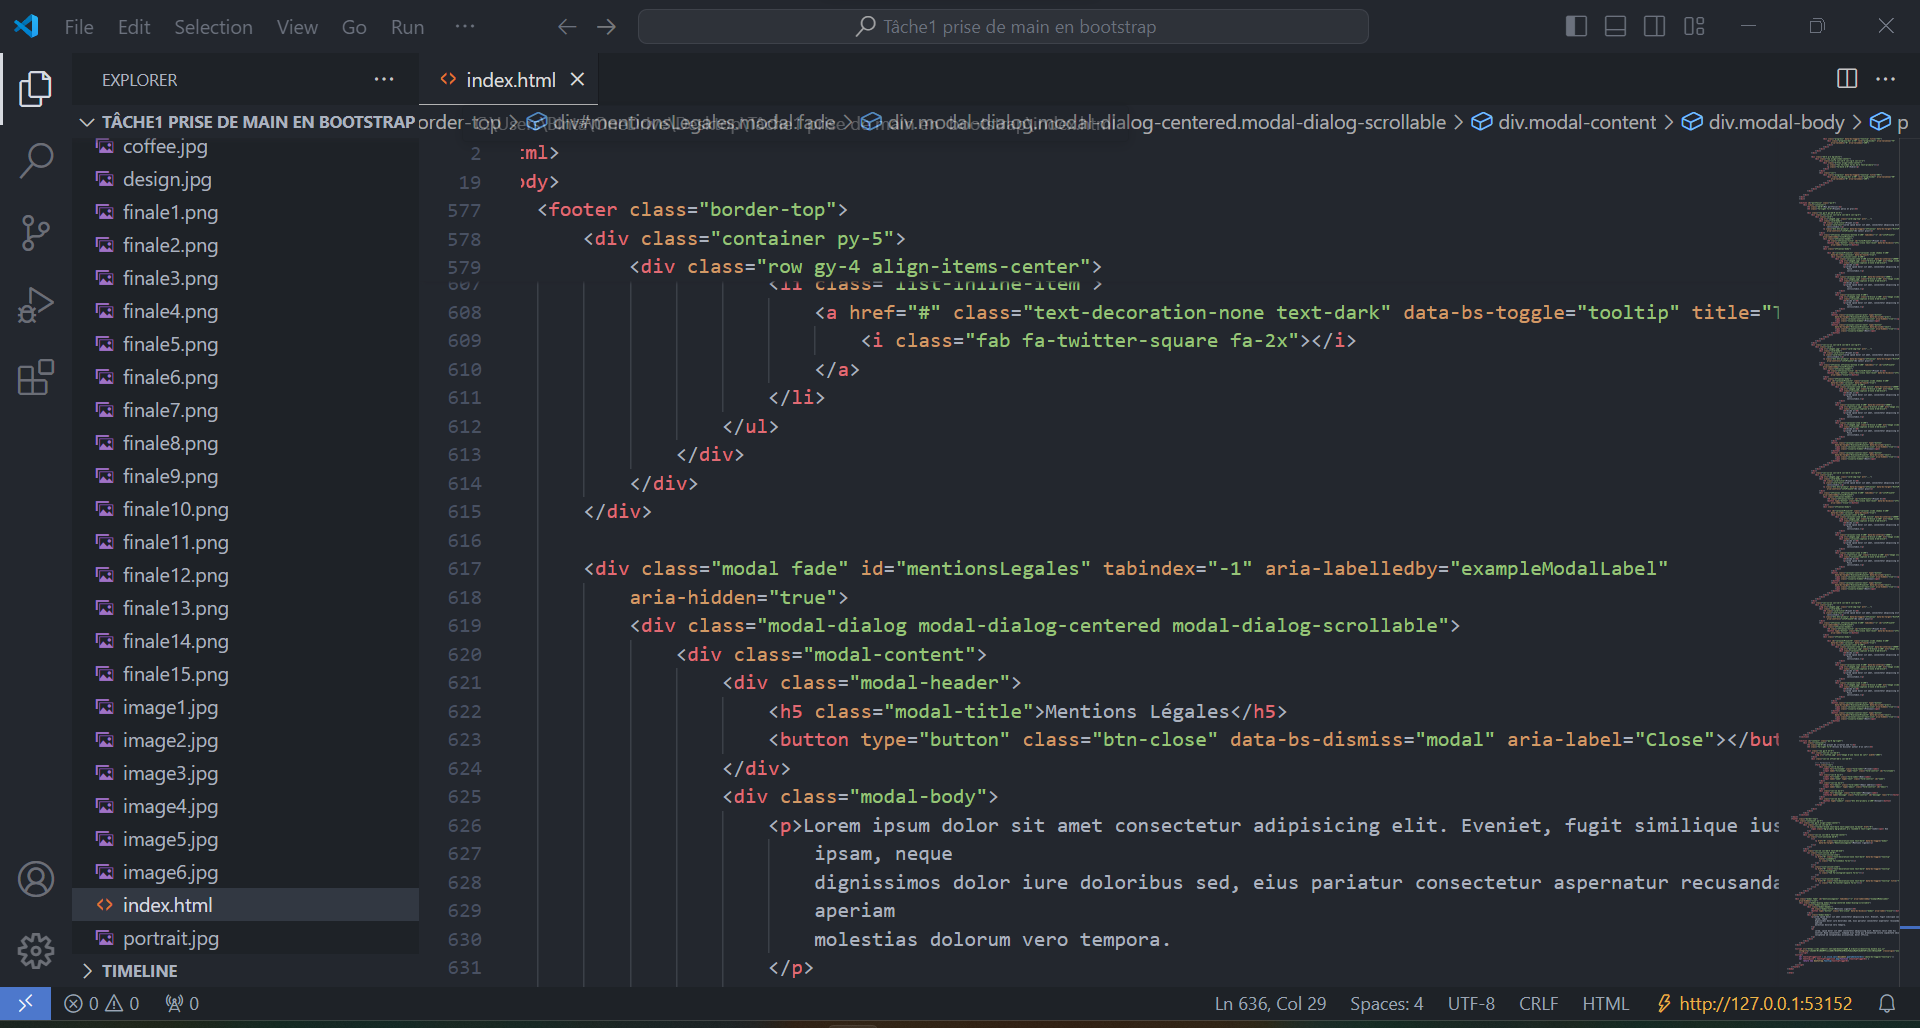 File Edit Selection View Go Run ···
Tâche1 prise de main en bootstrap
EXPLORER ···
index.html
TÂCHE1 PRISE DE MAIN EN BOOTSTRAP
order-top > div#mentionsLegales.modal.fade > div.modal-dialog.modal-dialog-centered.modal-dialog-scrollable > div.modal-content > div.modal-body > p
coffee.jpg
design.jpg
finale1.png
finale2.png
finale3.png
finale4.png
finale5.png
finale6.png
finale7.png
finale8.png
finale9.png
finale10.png
finale11.png
finale12.png
finale13.png
finale14.png
finale15.png
image1.jpg
image2.jpg
image3.jpg
image4.jpg
image5.jpg
image6.jpg
index.html
portrait.jpg
TIMELINE
2 :ml>
19 ody>
577 <footer class="border-top">
578 <div class="container py-5">
579 <div class="row gy-4 align-items-center">
607 <li class="list-inline-item">
608 <a href="#" class="text-decoration-none text-dark" data-bs-toggle="tooltip" title="T
609 <i class="fab fa-twitter-square fa-2x"></i>
610 </a>
611 </li>
612 </ul>
613 </div>
614 </div>
615 </div>
616
617 <div class="modal fade" id="mentionsLegales" tabindex="-1" aria-labelledby="exampleModalLabel"
618 aria-hidden="true">
619 <div class="modal-dialog modal-dialog-centered modal-dialog-scrollable">
620 <div class="modal-content">
621 <div class="modal-header">
622 <h5 class="modal-title">Mentions Légales</h5>
623 <button type="button" class="btn-close" data-bs-dismiss="modal" aria-label="Close"></but
624 </div>
625 <div class="modal-body">
626 <p>Lorem ipsum dolor sit amet consectetur adipisicing elit. Eveniet, fugit similique ius
627 ipsam, neque
628 dignissimos dolor iure doloribus sed, eius pariatur consectetur aspernatur recusanda
629 aperiam
630 molestias dolorum vero tempora.
631 </p>
0 0 0
Ln 636, Col 29 Spaces: 4 UTF-8 CRLF HTML http://127.0.0.1:53152